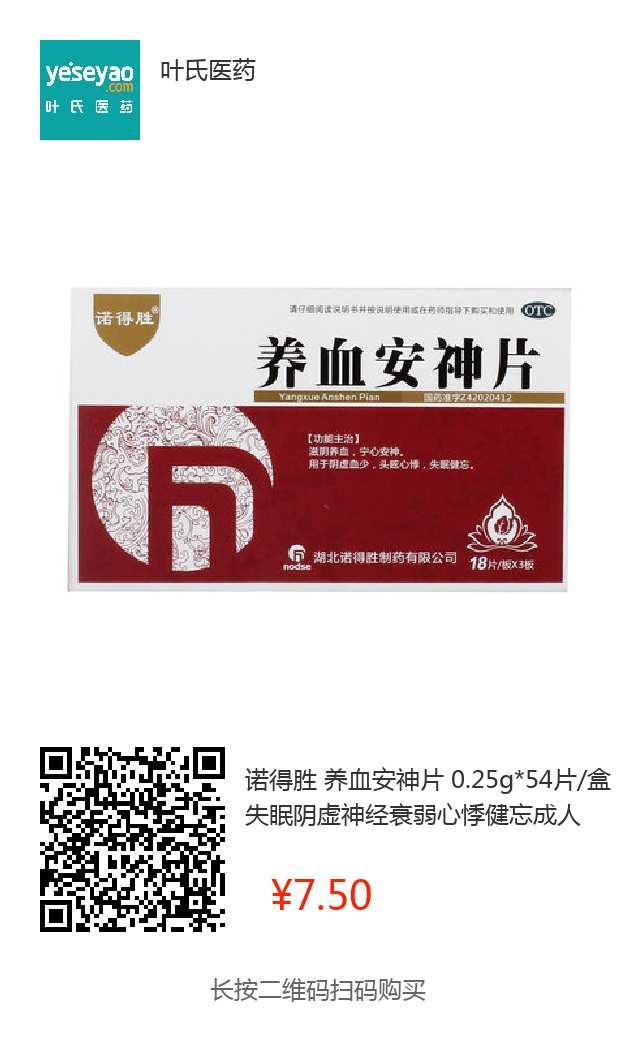 yeseyao
.com
叶氏医药
叶氏医药
诺得胜®
请仔细阅读说明书并按说明使用或在药师指导下购买和使用
OTC
养血安神片
Yangxue Anshen Pian 国药准字Z42020412
【功能主治】
滋阴养血，宁心安神。
用于阴虚血少，头眩心悸，失眠健忘。
nodse
湖北诺得胜制药有限公司
18片/板X3板
诺得胜 养血安神片 0.25g*54片/盒
失眠阴虚神经衰弱心悸健忘成人
¥7.50
长按二维码扫码购买